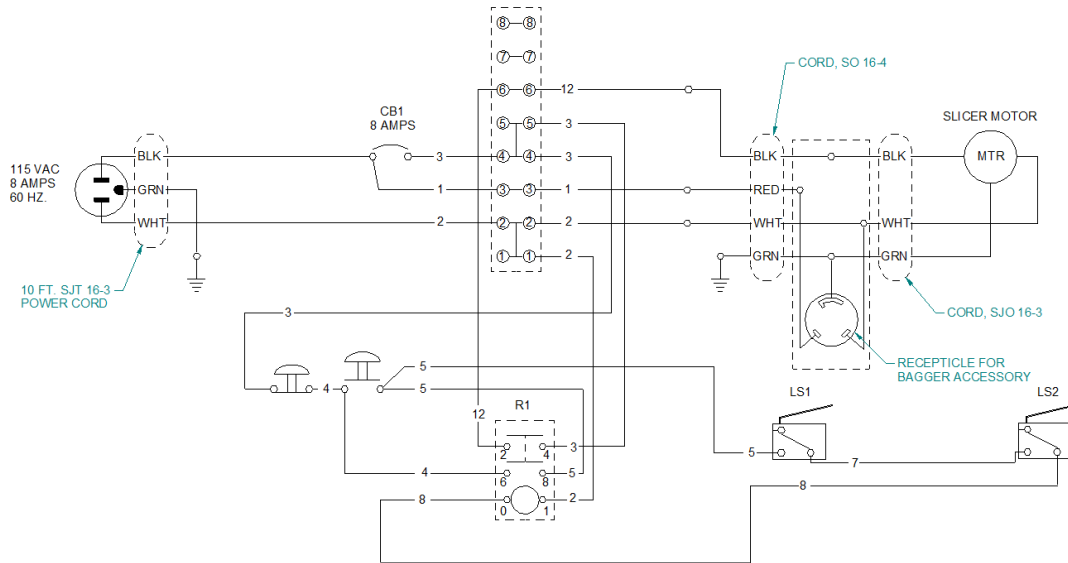 8 8
7 7
6 6 12
CORD, SO 16-4
CB1
8 AMPS
5 5 3
SLICER MOTOR
115 VAC
8 AMPS
60 HZ.
BLK 3 4 4 3 BLK BLK MTR
GRN 1 3 3 1 RED
WHT 2 2 2 2 WHT WHT
1 1 2 GRN GRN
10 FT. SJT 16-3
POWER CORD
3
CORD, SJO 16-3
RECEPTICLE FOR
BAGGER ACCESSORY
5
4 5
LS1 LS2
12 R1
2 4 3 5
7
4 6 8 5
8 0 1 2 8